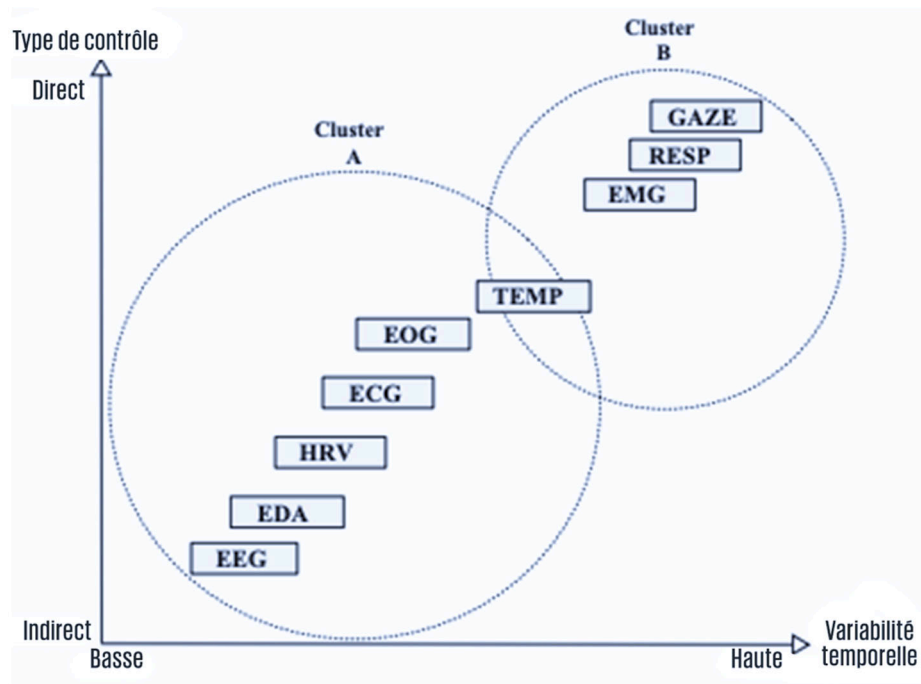 Type de contrôle
Direct
Cluster
B
GAZE
RESP
EMG
Cluster
A
TEMP
EOG
ECG
HRV
EDA
EEG
Indirect
Basse
Haute
Variabilité
temporelle